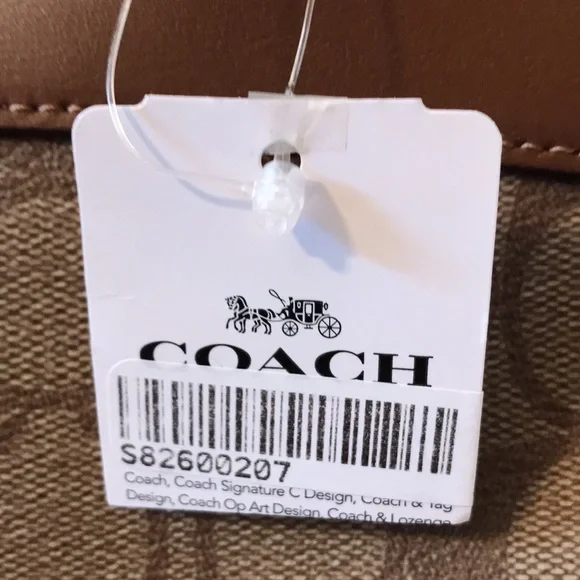 COACH
S82600207
Coach, Coach Signature C Design, Coach & Tag
Design, Coach Op Art Design, Coach & Lozenge